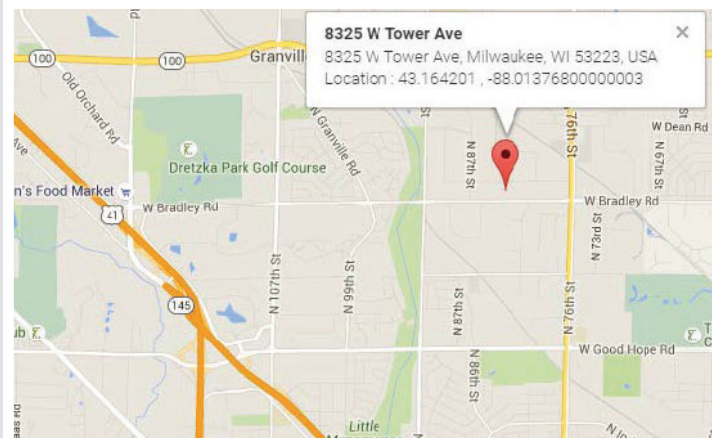 8325 W Tower Ave
8325 W Tower Ave, Milwaukee, WI 53223, USA
Location : 43.164201 , -88.01376800000003
100
100
Granvill
Old Orchard Rd
Ave
N Granville Rd
Dretzka Park Golf Course
N 87th St
76th St
W Dean Rd
N 67th St
n's Food Market
41
W Bradley Rd
W Bradley Rd
N 107th St
N 99th St
N 73rd St
145
N 87th St
N 76th St
ub
W Good Hope Rd
N 86th St
Little